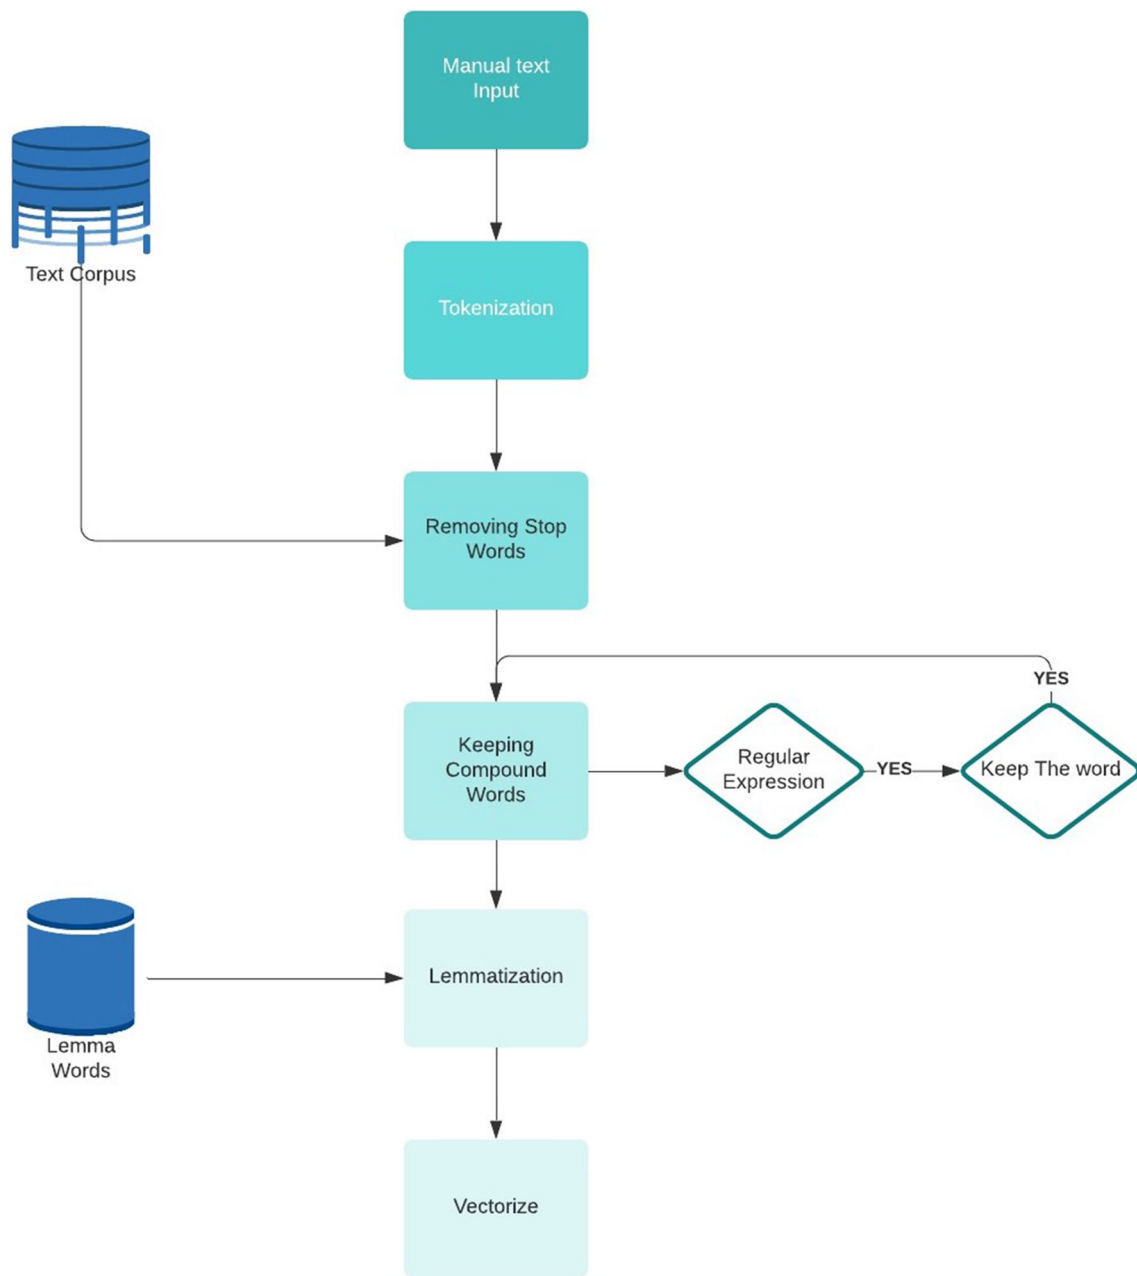 Manual text
Input
Text Corpus
Tokenization
Removing Stop
Words
YES
Keeping
Compound
Words
Regular
Expression
YES
Keep The word
Lemmatization
Lemma
Words
Vectorize